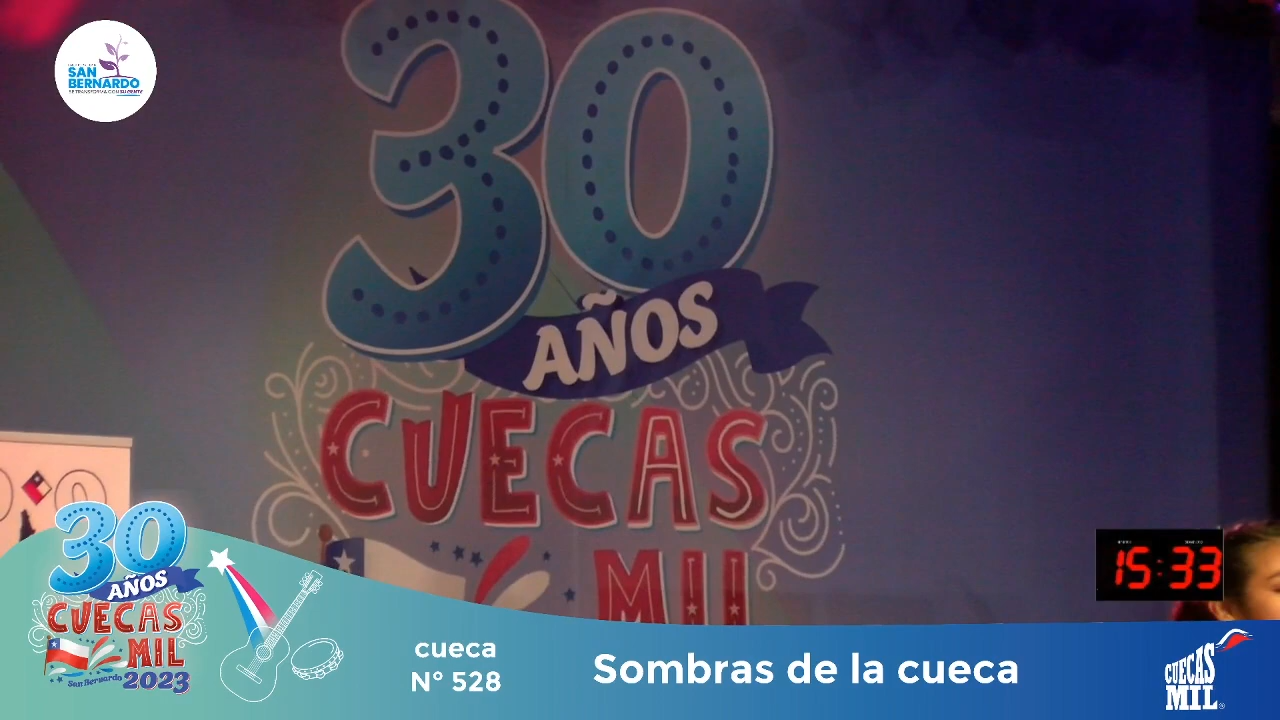 SAN
BERNARDO
30
AÑOS
CUECAS
MIL
30
AÑOS
CUECAS
MIL
San Bernardo 2023
cueca
N° 528
Sombras de la cueca
15:33
CUECAS
MIL